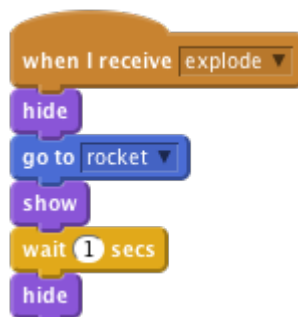 when I receive explode
hide
go to rocket
show
wait 1 secs
hide